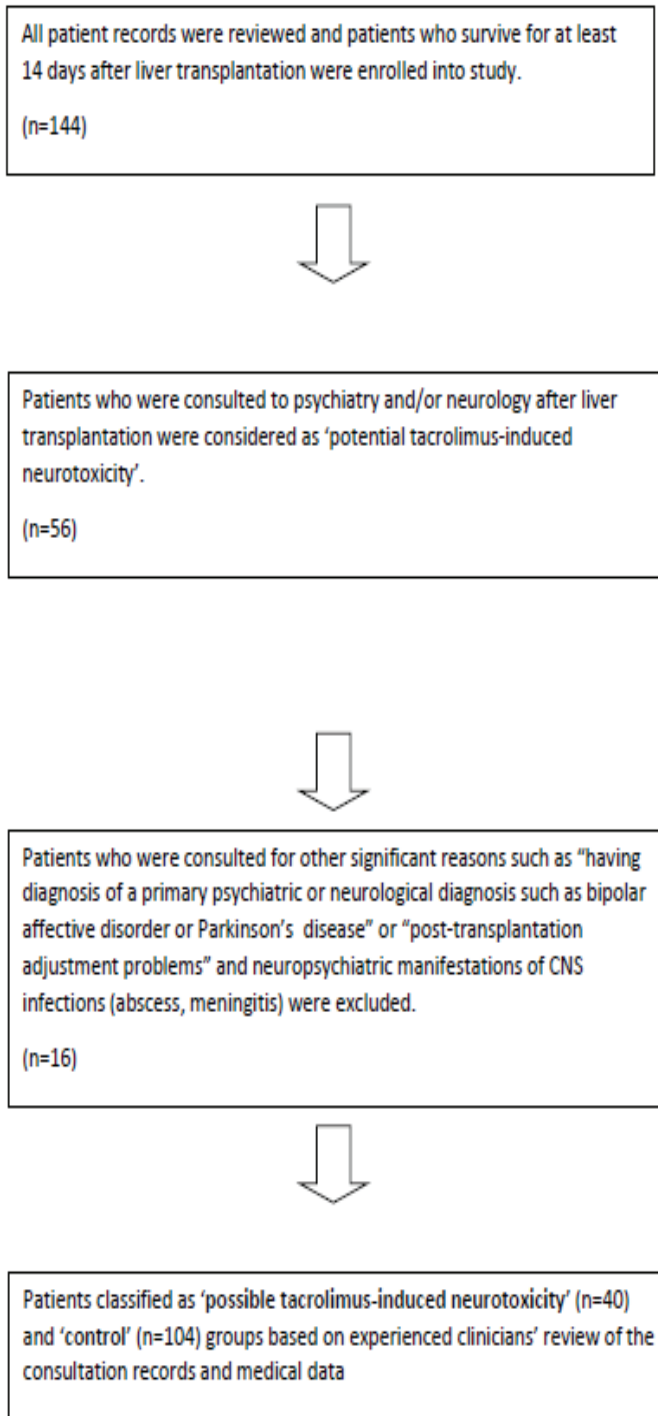 All patient records were reviewed and patients who survive for at least
14 days after liver transplantation were enrolled into study.
(n=144)
Patients who were consulted to psychiatry and/or neurology after liver
transplantation were considered as ‘potential tacrolimus-induced
neurotoxicity’.
(n=56)
Patients who were consulted for other significant reasons such as “having
diagnosis of a primary psychiatric or neurological diagnosis such as bipolar
affective disorder or Parkinson’s disease” or “post-transplantation
adjustment problems” and neuropsychiatric manifestations of CNS
infections (abscess, meningitis) were excluded.
(n=16)
Patients classified as ‘possible tacrolimus-induced neurotoxicity’ (n=40)
and ‘control’ (n=104) groups based on experienced clinicians’ review of the
consultation records and medical data